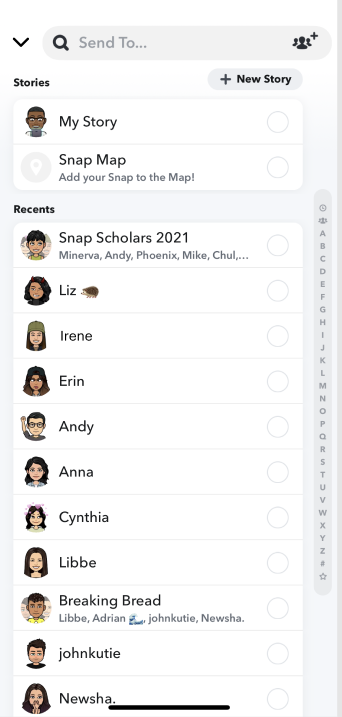 Send To...
Stories
+ New Story
My Story
Snap Map
Add your Snap to the Map!
Recents
Snap Scholars 2021
Minerva, Andy, Phoenix, Mike, Chul,...
Liz 🦔
Irene
Erin
Andy
Anna
Cynthia
Libbe
Breaking Bread
Libbe, Adrian 🌊, johnkutie, Newsha.
johnkutie
Newsha.
A
B
C
D
E
F
G
H
I
J
K
L
M
N
O
P
Q
R
S
T
U
V
W
X
Y
Z
#